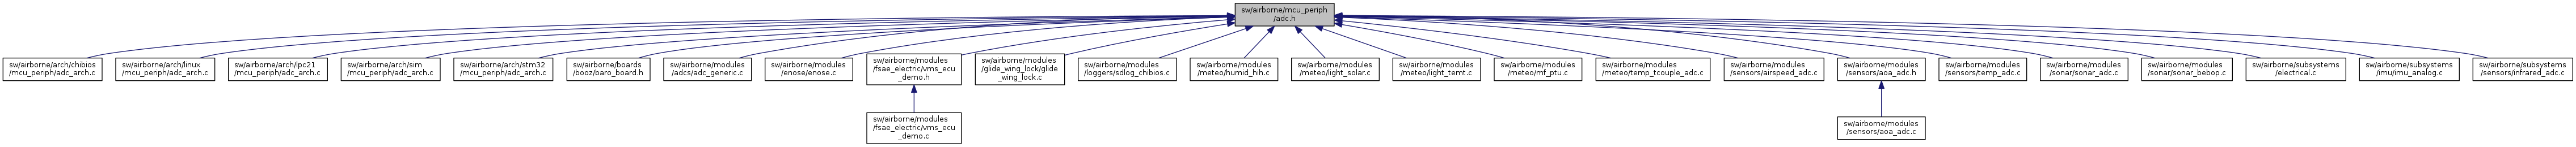 sw/airborne/mcu_periph
/adc.h
sw/airborne/arch/chibios
/mcu_periph/adc_arch.c
sw/airborne/arch/linux
/mcu_periph/adc_arch.c
sw/airborne/arch/lpc21
/mcu_periph/adc_arch.c
sw/airborne/arch/sim
/mcu_periph/adc_arch.c
sw/airborne/arch/stm32
/mcu_periph/adc_arch.c
sw/airborne/boards
/booz/baro_board.h
sw/airborne/modules
/adcs/adc_generic.c
sw/airborne/modules
/enose/enose.c
sw/airborne/modules
/fsae_electric/vms_ecu
_demo.h
sw/airborne/modules
/glide_wing_lock/glide
_wing_lock.c
sw/airborne/modules
/loggers/sdlog_chibios.c
sw/airborne/modules
/meteo/humid_hih.c
sw/airborne/modules
/meteo/light_solar.c
sw/airborne/modules
/meteo/light_temt.c
sw/airborne/modules
/meteo/mf_ptu.c
sw/airborne/modules
/meteo/temp_tcouple_adc.c
sw/airborne/modules
/sensors/airspeed_adc.c
sw/airborne/modules
/sensors/aoa_adc.h
sw/airborne/modules
/sensors/temp_adc.c
sw/airborne/modules
/sonar/sonar_adc.c
sw/airborne/modules
/sonar/sonar_bebop.c
sw/airborne/subsystems
/electrical.c
sw/airborne/subsystems
/imu/imu_analog.c
sw/airborne/subsystems
/sensors/infrared_adc.c
sw/airborne/modules
/fsae_electric/vms_ecu
_demo.c
sw/airborne/modules
/sensors/aoa_adc.c